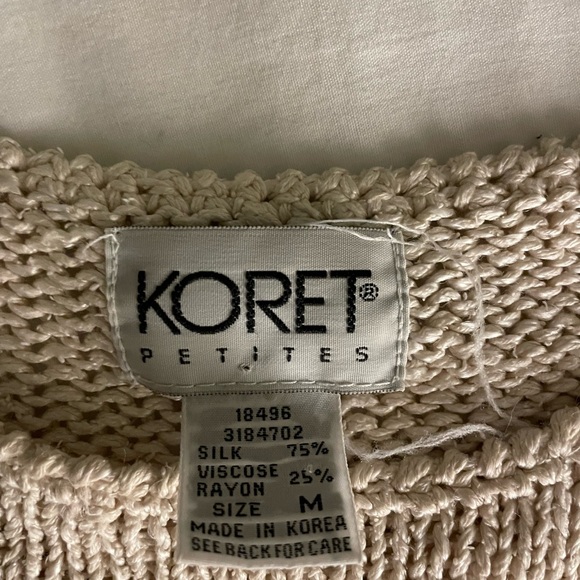 KORET®
PETITES
18496
3184702
SILK 75%
VISCOSE
RAYON 25%
SIZE M
MADE IN KOREA
SEE BACK FOR CARE